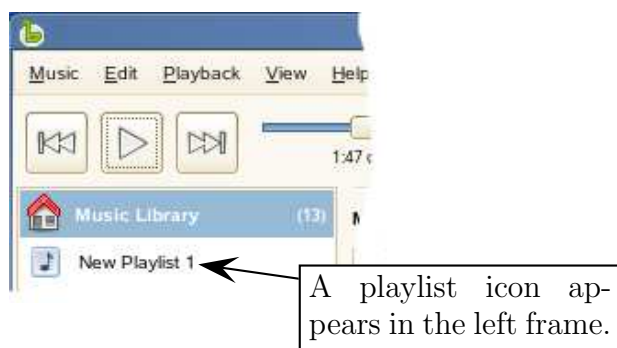 Music Edit Playback View Help
1:47
Music Library (13)
New Playlist 1
A playlist icon ap-
pears in the left frame.